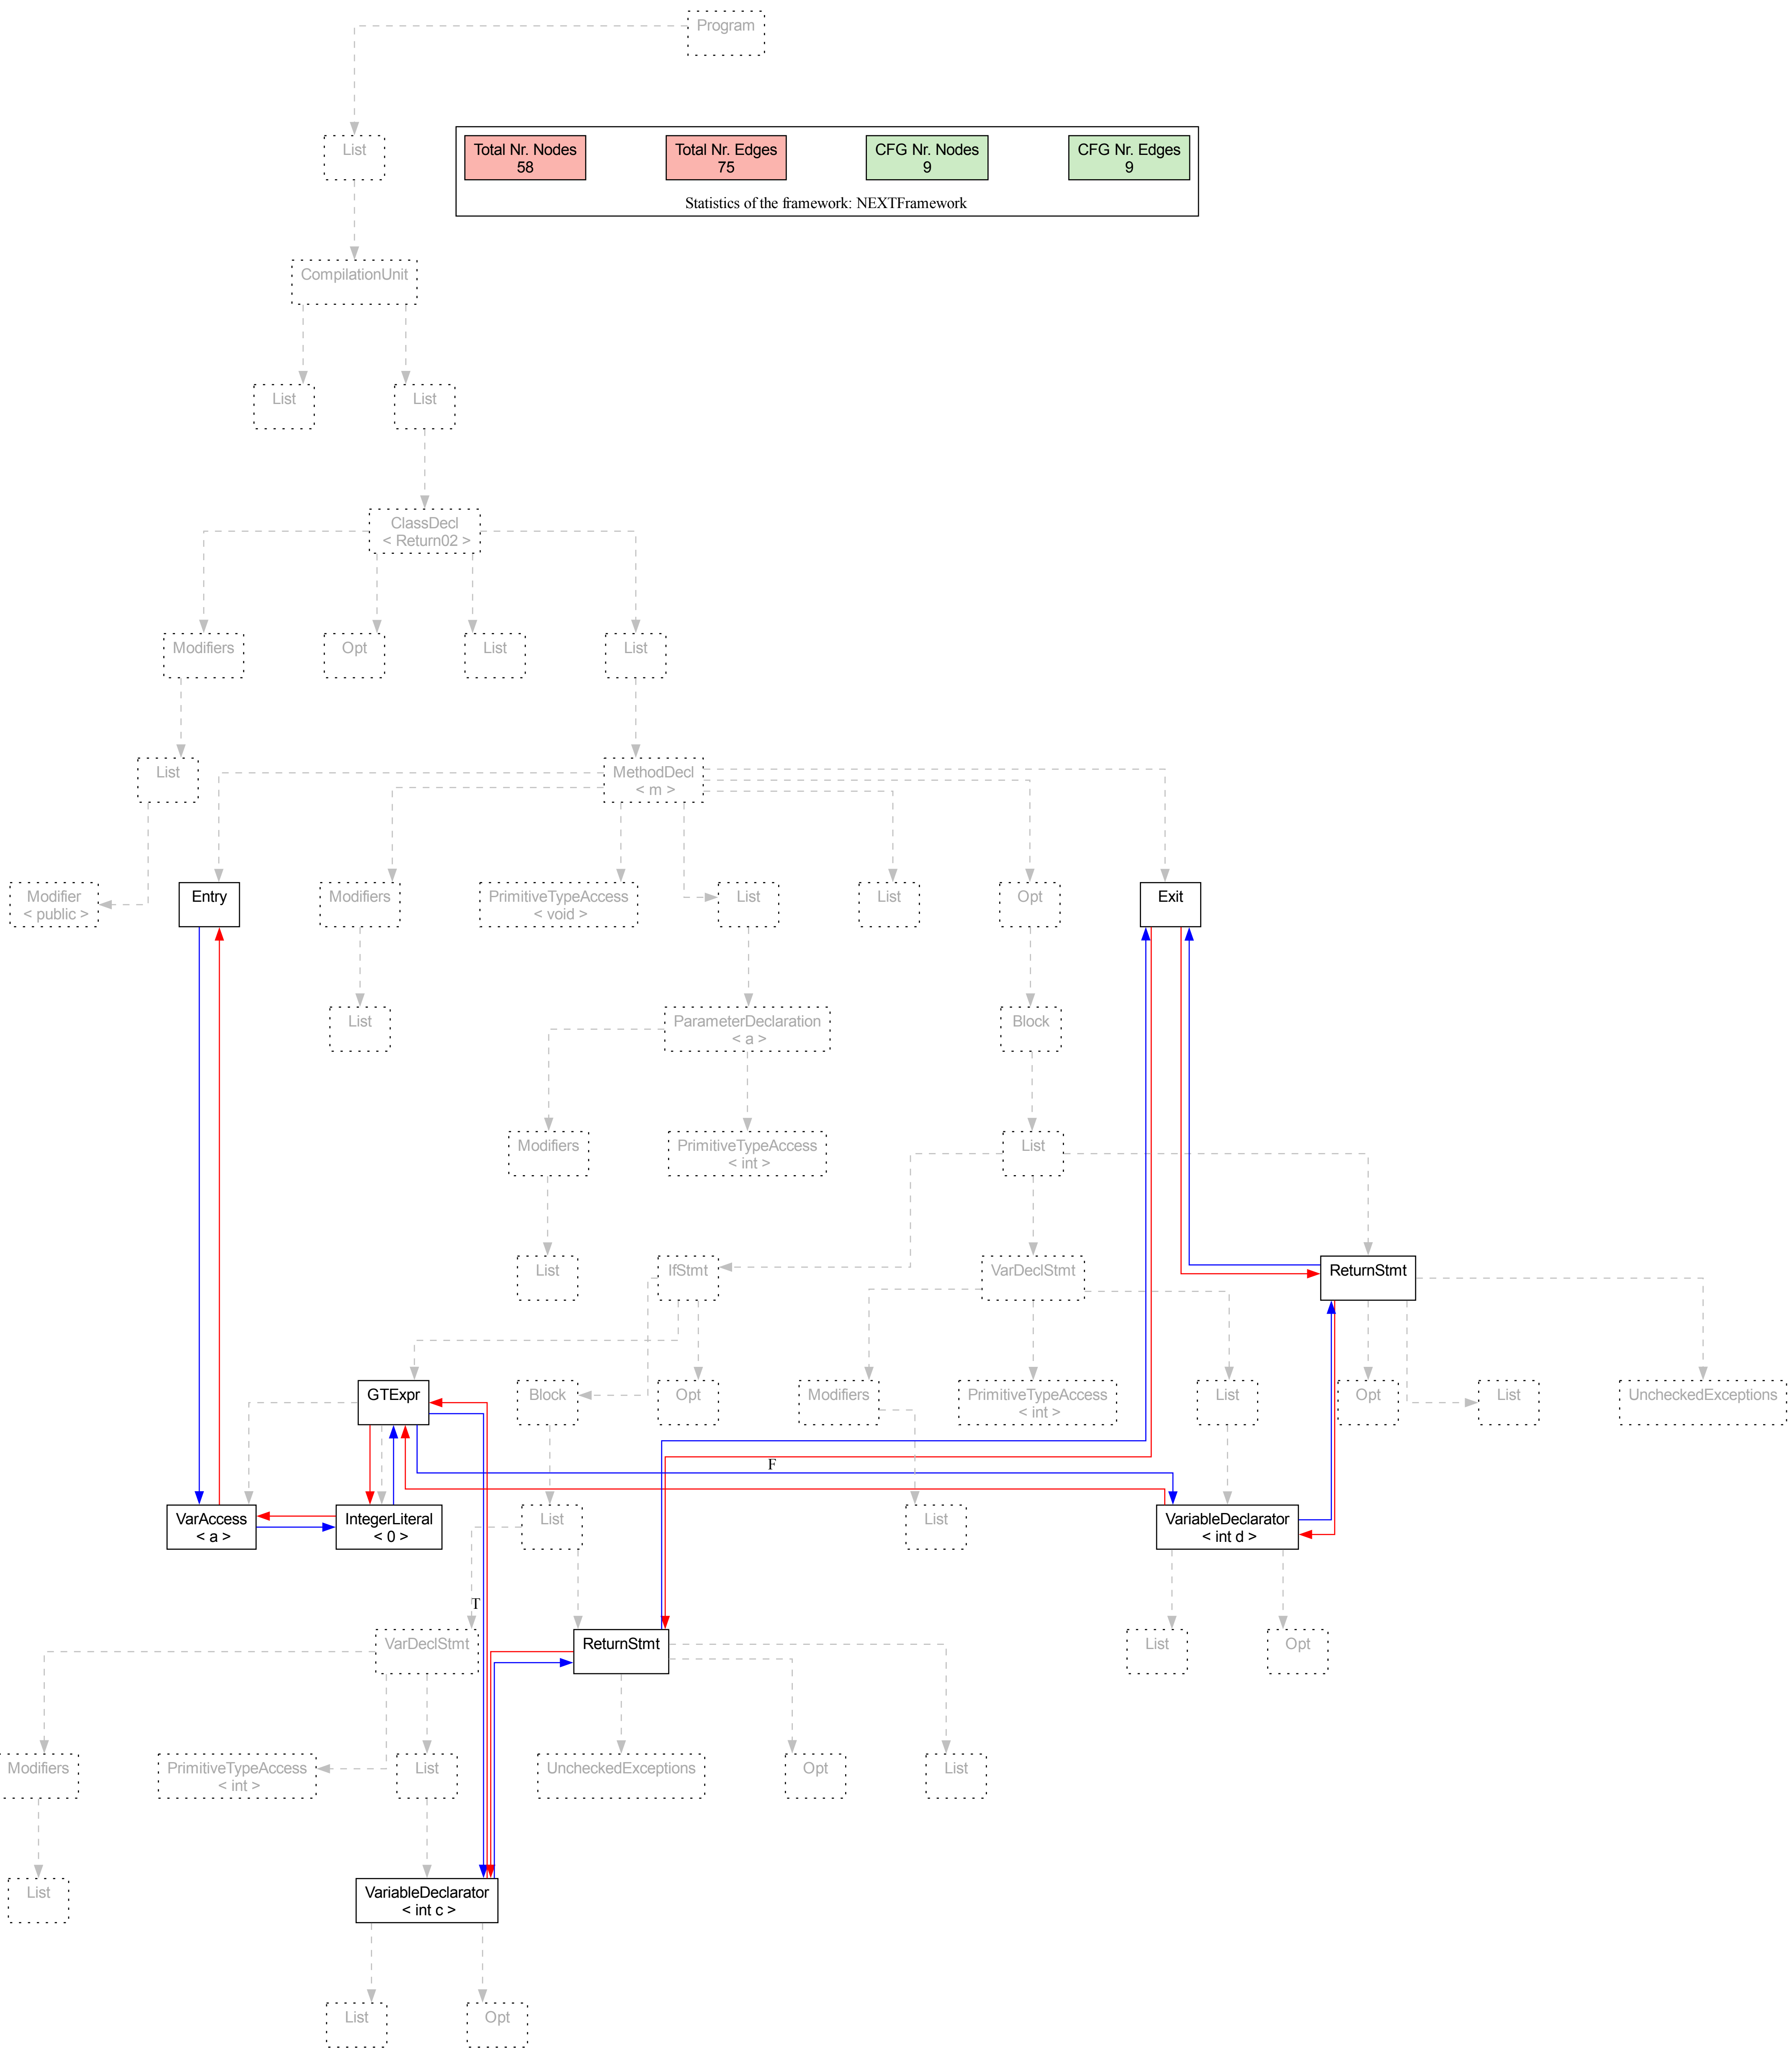 Program
List
Total Nr. Nodes
58
Total Nr. Edges
75
CFG Nr. Nodes
9
CFG Nr. Edges
9
Statistics of the framework: NEXTFramework
CompilationUnit
List
List
ClassDecl
< Return02 >
Modifiers
Opt
List
List
List
MethodDecl
< m >
Modifier
< public >
Entry
Modifiers
PrimitiveTypeAccess
< void >
List
List
Opt
Exit
List
ParameterDeclaration
< a >
Block
Modifiers
PrimitiveTypeAccess
< int >
List
List
IfStmt
VarDeclStmt
ReturnStmt
GTExpr
Block
Opt
Modifiers
PrimitiveTypeAccess
< int >
List
Opt
List
UncheckedExceptions
F
VarAccess
< a >
IntegerLiteral
< 0 >
List
List
VariableDeclarator
< int d >
T
VarDeclStmt
ReturnStmt
List
Opt
Modifiers
PrimitiveTypeAccess
< int >
List
UncheckedExceptions
Opt
List
List
VariableDeclarator
< int c >
List
Opt